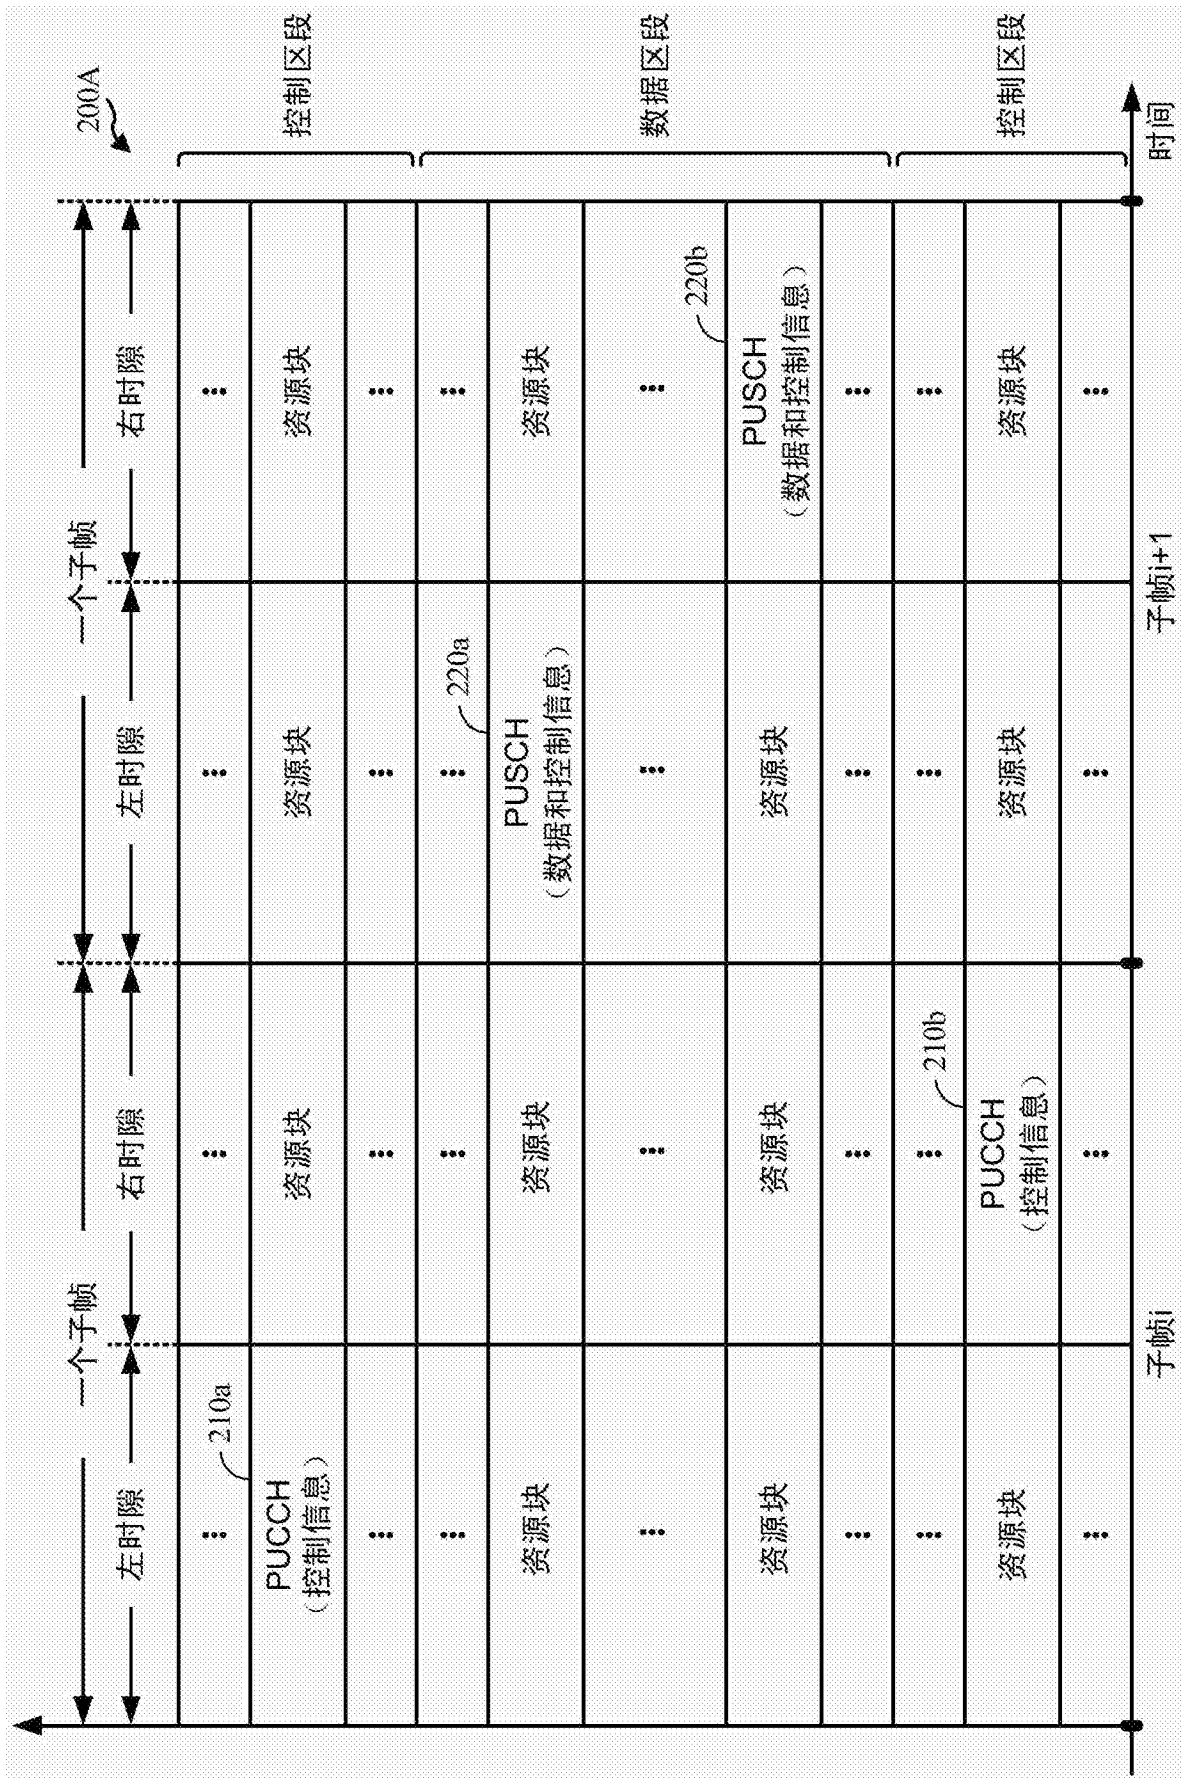 200A
一个子帧
一个子帧
左时隙
右时隙
左时隙
右时隙
控制区段
数据区段
控制区段
210a
PUCCH
（控制信息）
资源块
资源块
资源块
220a
资源块
资源块
PUSCH
（数据和控制信息）
资源块
220b
资源块
资源块
资源块
PUSCH
（数据和控制信息）
210b
资源块
PUCCH
（控制信息）
资源块
资源块
子帧i
子帧i+1
时间